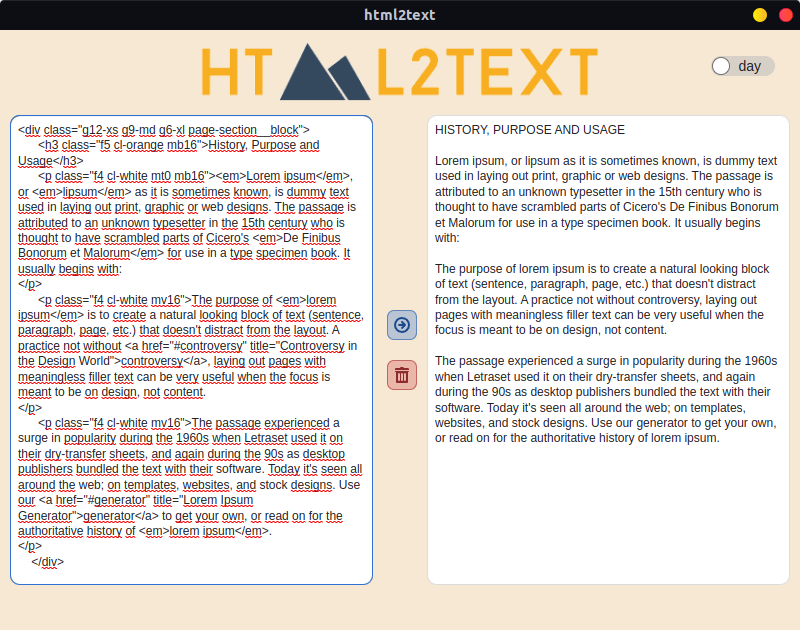 html2text
HT L2TEXT
day
<div class="g12-xs g9-md g6-xl page-section__block">
<h3 class="f5 cl-orange mb16">History, Purpose and
Usage</h3>
<p class="f4 cl-white mt0 mb16"><em>Lorem ipsum</em>,
or <em>lipsum</em> as it is sometimes known, is dummy text
used in laying out print, graphic or web designs. The passage is
attributed to an unknown typesetter in the 15th century who is
thought to have scrambled parts of Cicero's <em>De Finibus
Bonorum et Malorum</em> for use in a type specimen book. It
usually begins with:
</p>
<p class="f4 cl-white mv16">The purpose of <em>lorem
ipsum</em> is to create a natural looking block of text (sentence,
paragraph, page, etc.) that doesn't distract from the layout. A
practice not without <a href="#controversy" title="Controversy in
the Design World">controversy</a>, laying out pages with
meaningless filler text can be very useful when the focus is
meant to be on design, not content.
</p>
<p class="f4 cl-white mv16">The passage experienced a
surge in popularity during the 1960s when Letraset used it on
their dry-transfer sheets, and again during the 90s as desktop
publishers bundled the text with their software. Today it's seen all
around the web; on templates, websites, and stock designs. Use
our <a href="#generator" title="Lorem Ipsum
Generator">generator</a> to get your own, or read on for the
authoritative history of <em>lorem ipsum</em>.
</p>
</div>
HISTORY, PURPOSE AND USAGE
Lorem ipsum, or lipsum as it is sometimes known, is dummy text
used in laying out print, graphic or web designs. The passage is
attributed to an unknown typesetter in the 15th century who is
thought to have scrambled parts of Cicero's De Finibus Bonorum
et Malorum for use in a type specimen book. It usually begins
with:
The purpose of lorem ipsum is to create a natural looking block
of text (sentence, paragraph, page, etc.) that doesn't distract
from the layout. A practice not without controversy, laying out
pages with meaningless filler text can be very useful when the
focus is meant to be on design, not content.
The passage experienced a surge in popularity during the 1960s
when Letraset used it on their dry-transfer sheets, and again
during the 90s as desktop publishers bundled the text with their
software. Today it's seen all around the web; on templates,
websites, and stock designs. Use our generator to get your own,
or read on for the authoritative history of lorem ipsum.